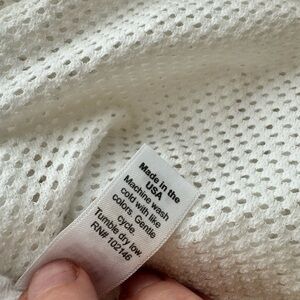 Made in the
USA
Machine wash
cold with like
colors. Gentle
cycle.
Tumble dry low.
RN# 102146